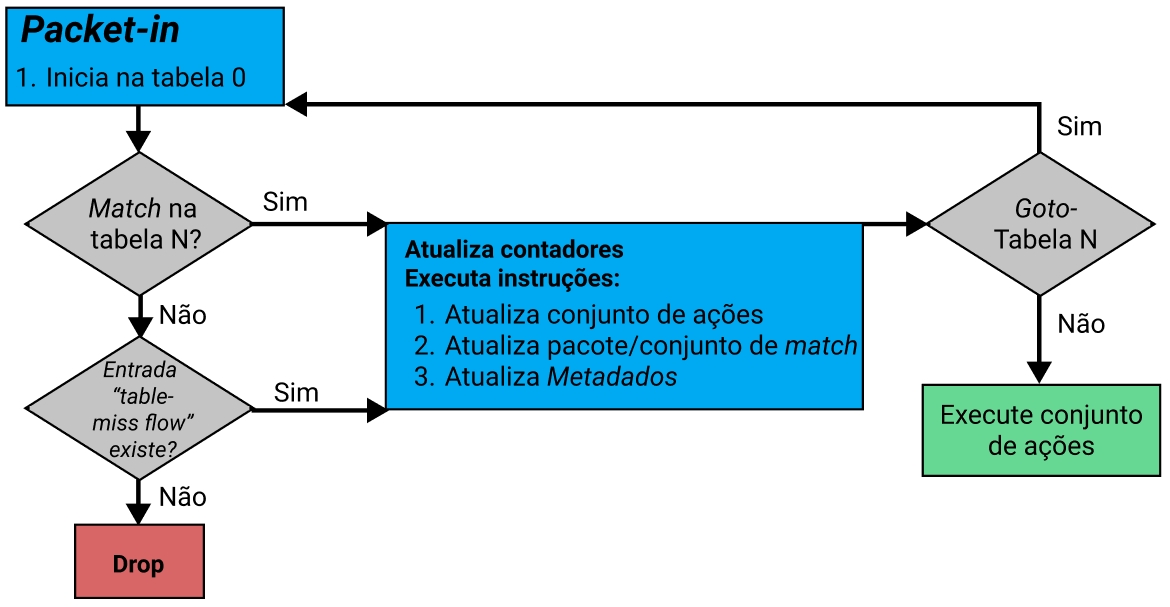 Packet-in
1. Inicia na tabela 0
Sim
Match na
tabela N?
Sim
Goto-
Tabela N
Atualiza contadores
Executa instruções:
1. Atualiza conjunto de ações
2. Atualiza pacote/conjunto de match
3. Atualiza Metadados
Não
Não
Entrada
“table-
miss flow”
existe?
Sim
Execute conjunto
de ações
Não
Drop